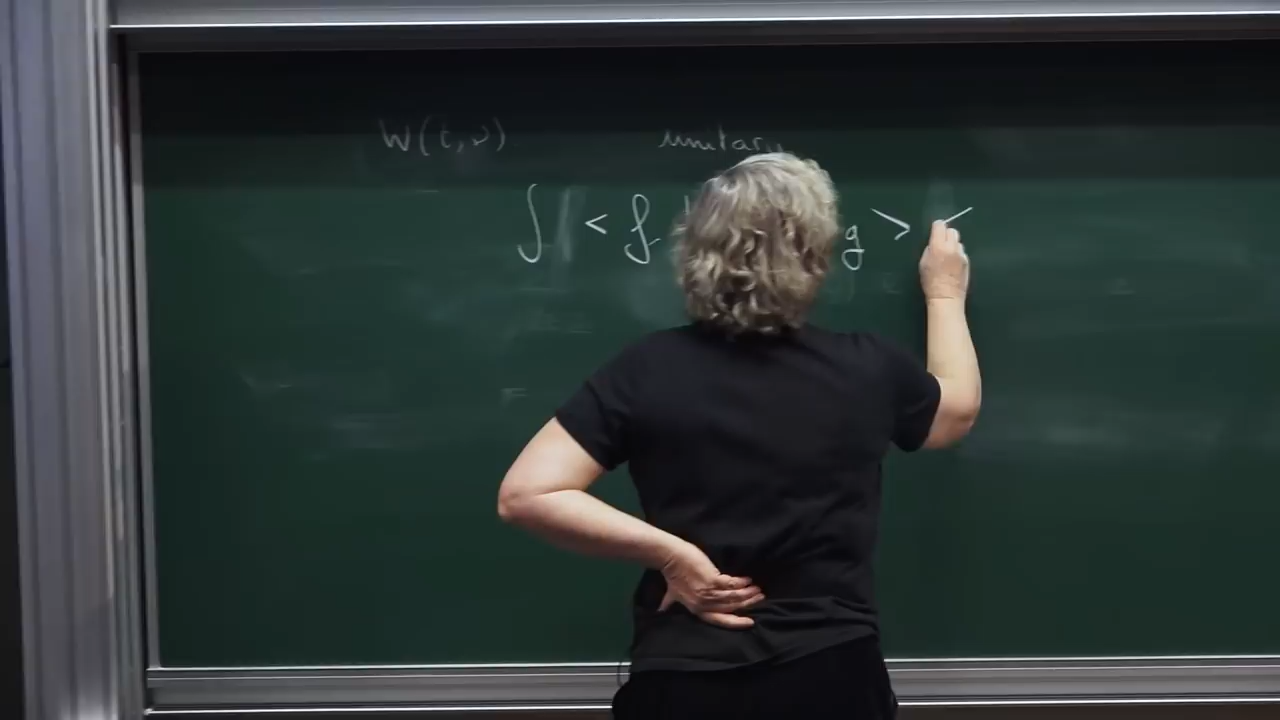 W(t,ν) unitary
∫ < f g > <